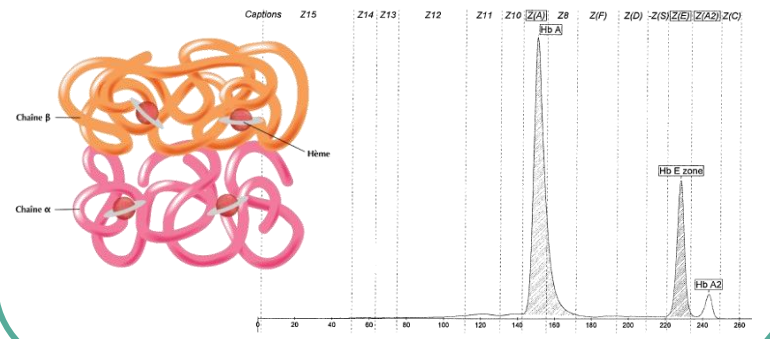 Captions Z15 Z14 Z13 Z12 Z11 Z10 Z(A) Z8 Z(F) Z(D) -Z(S) Z(E) Z(A2) Z(C)
Hb A
Chaîne β
Hème
Hb E zone
Chaîne α
Hb A2
0 20 40 60 80 100 120 140 160 180 200 220 240 260